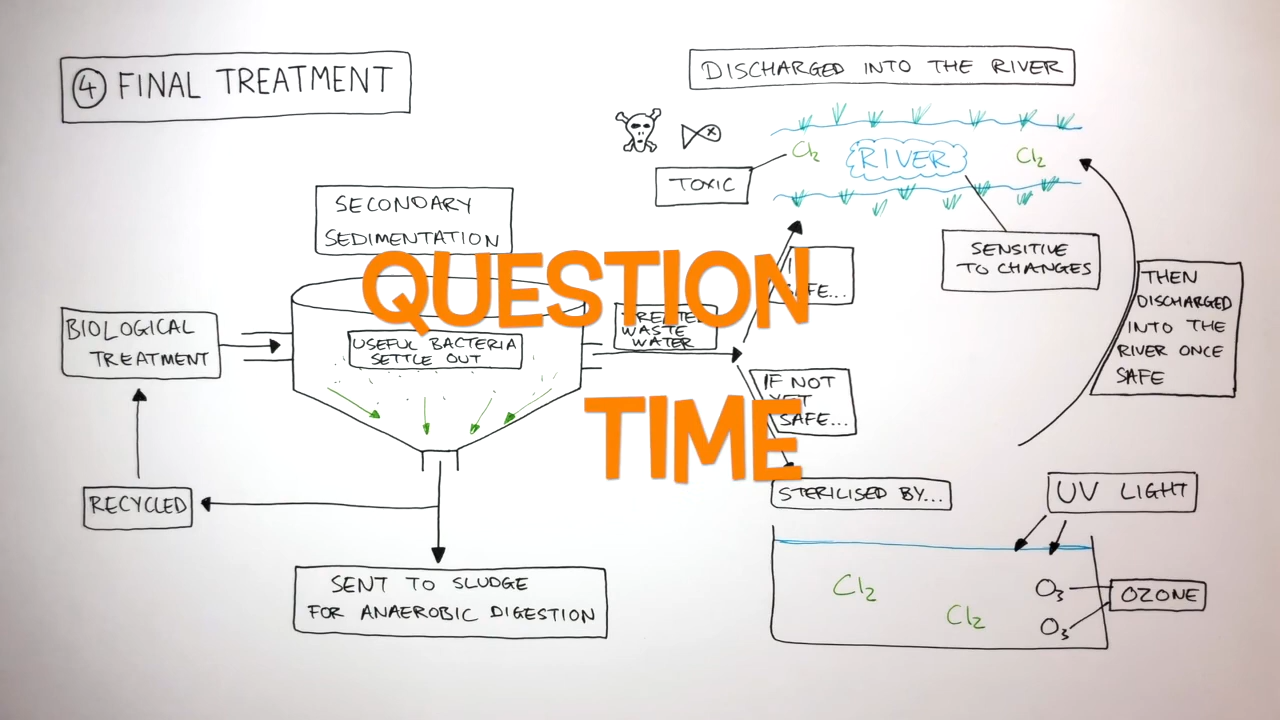 4 FINAL TREATMENT
DISCHARGED INTO THE RIVER
Cl2
RIVER
Cl2
TOXIC
SECONDARY
SEDIMENTATION
SENSITIVE
TO CHANGES
QUESTION
TIME
BIOLOGICAL
TREATMENT
USEFUL BACTERIA
SETTLE OUT
WASTE
WATER
THEN
DISCHARGED
INTO THE
RIVER ONCE
SAFE
IF NOT
YET
SAFE...
RECYCLED
STERILISED BY...
UV LIGHT
SENT TO SLUDGE
FOR ANAEROBIC DIGESTION
Cl2
Cl2
O3
OZONE
O3